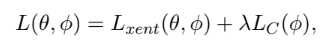 L(θ, ϕ) = L_{xent}(θ, ϕ) + λL_C(ϕ),